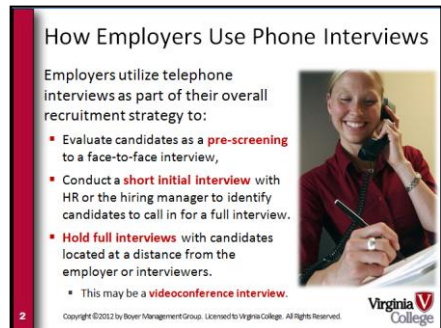 How Employers Use Phone Interviews
Employers utilize telephone
interviews as part of their overall
recruitment strategy to:
▪ Evaluate candidates as a pre-screening
to a face-to-face interview,
▪ Conduct a short initial interview with
HR or the hiring manager to identify
candidates to call in for a full interview.
▪ Hold full interviews with candidates
located at a distance from the
employer or interviewers.
▪ This may be a videoconference interview.
2
Copyright ©2012 by Boyer Management Group. Licensed to Virginia College. All Rights Reserved.
Virginia V
College